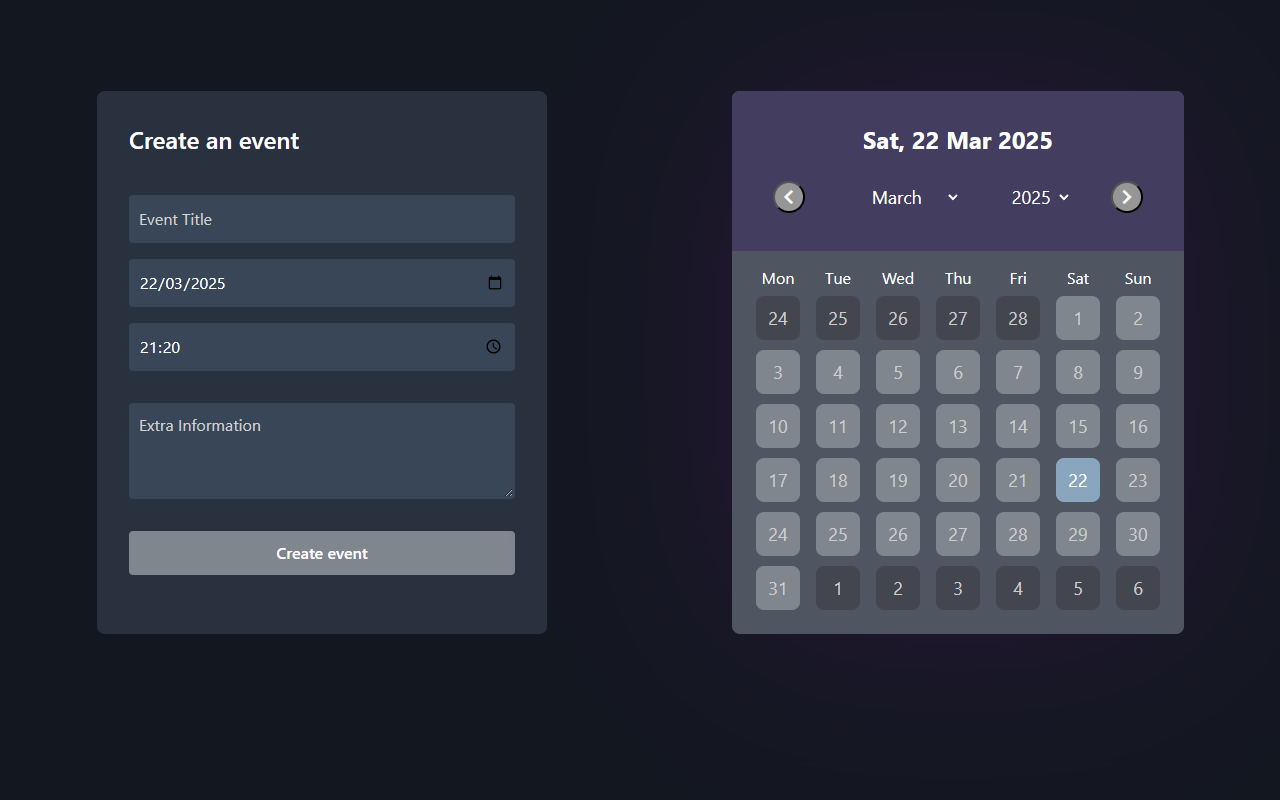 Create an event
Event Title
22/03/2025
21:20
Extra Information
Create event
Sat, 22 Mar 2025
March 2025
Mon Tue Wed Thu Fri Sat Sun
24 25 26 27 28 1 2
3 4 5 6 7 8 9
10 11 12 13 14 15 16
17 18 19 20 21 22 23
24 25 26 27 28 29 30
31 1 2 3 4 5 6